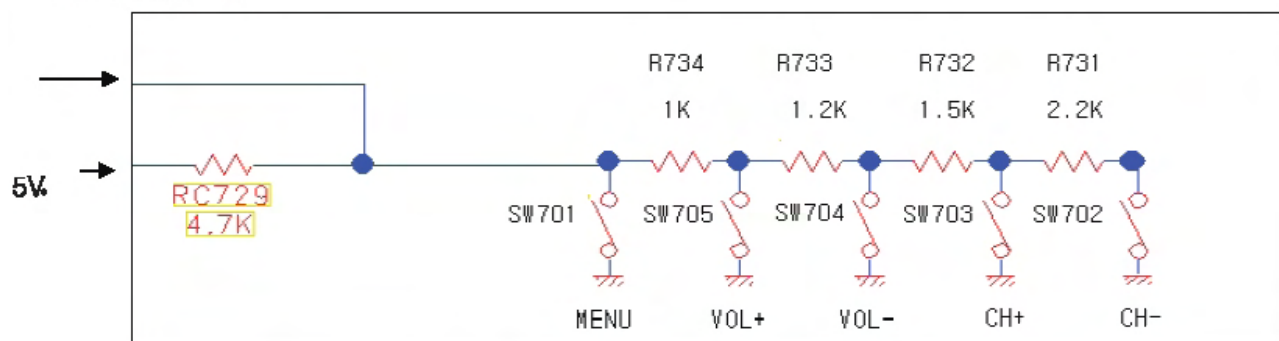 R734 R733 R732 R731
1K 1.2K 1.5K 2.2K
5V.
RC729
4.7K
SW701 SW705 SW704 SW703 SW702
MENU VOL+ VOL- CH+ CH-